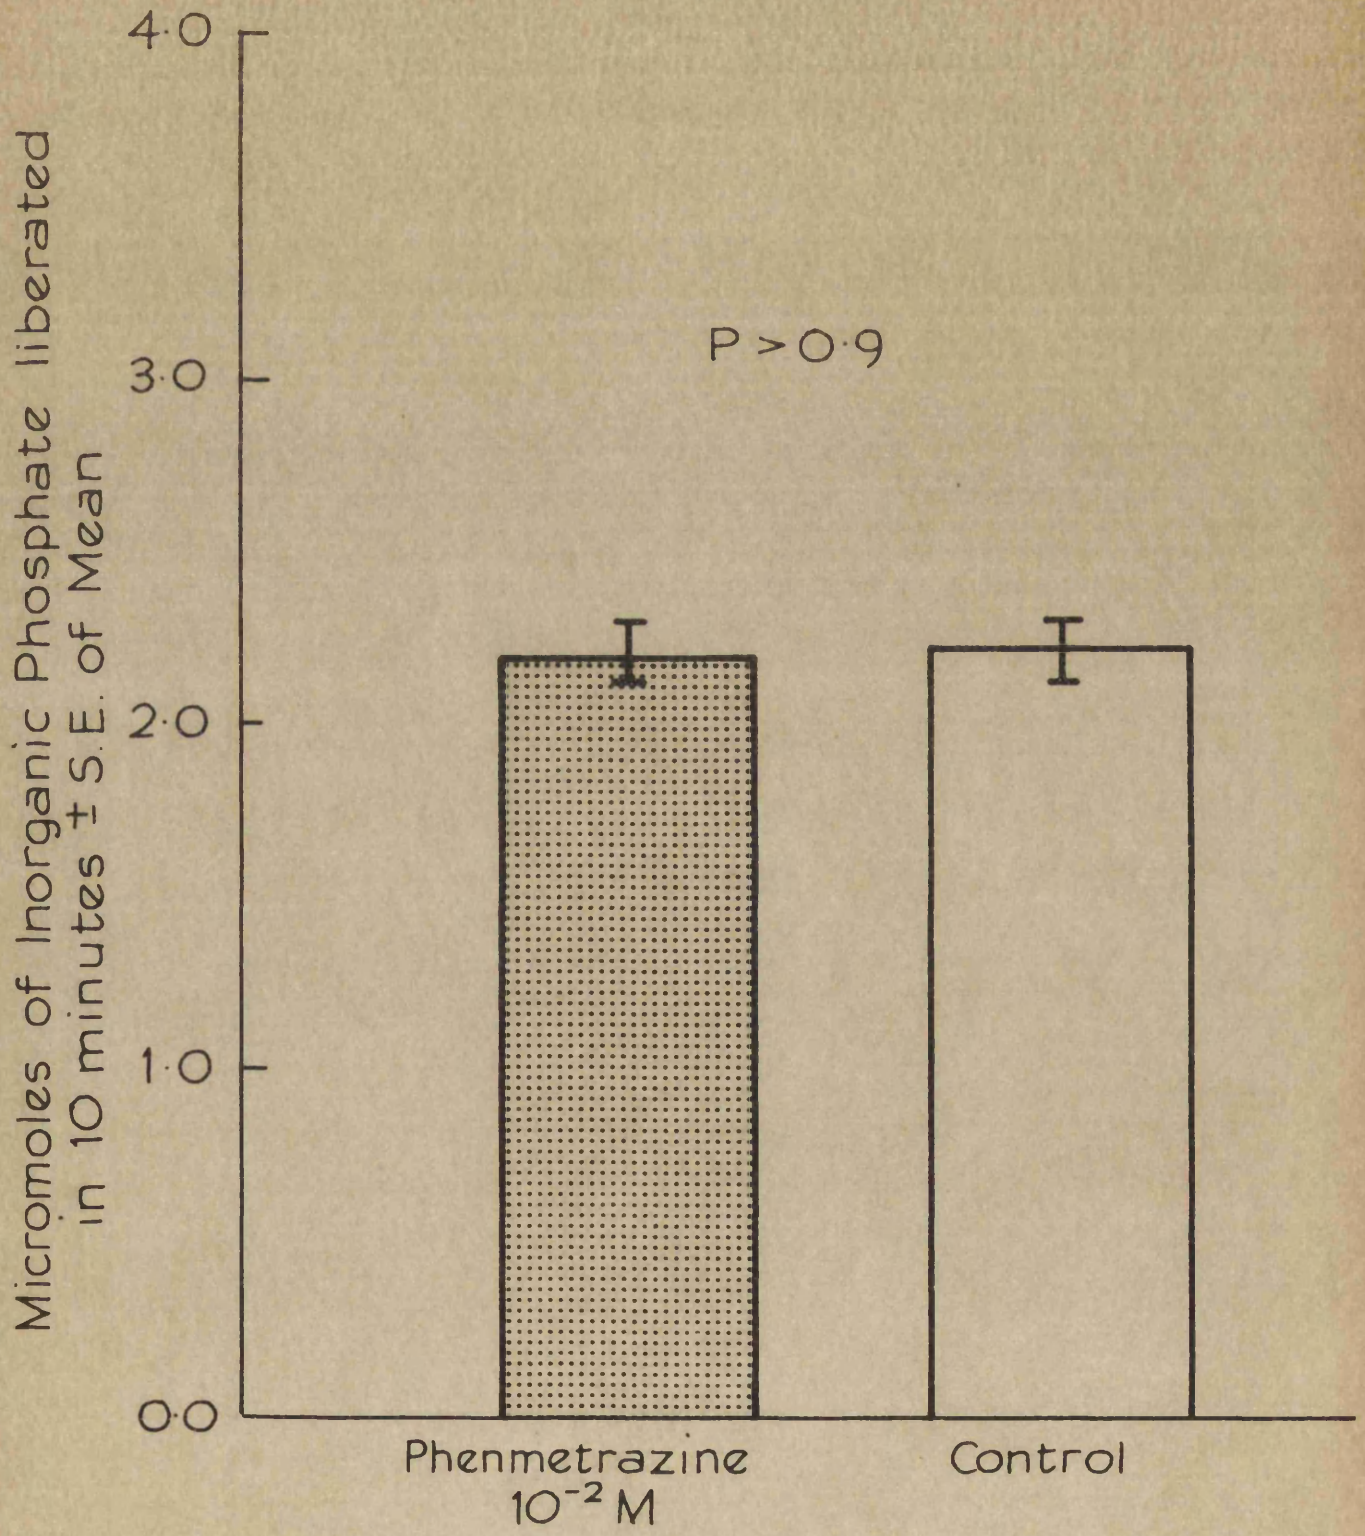 Micromoles of Inorganic Phosphate liberated
in 10 minutes ± S.E. of Mean
4·0
3·0
2·0
1·0
0·0
P > 0·9
Phenmetrazine
10⁻² M
Control